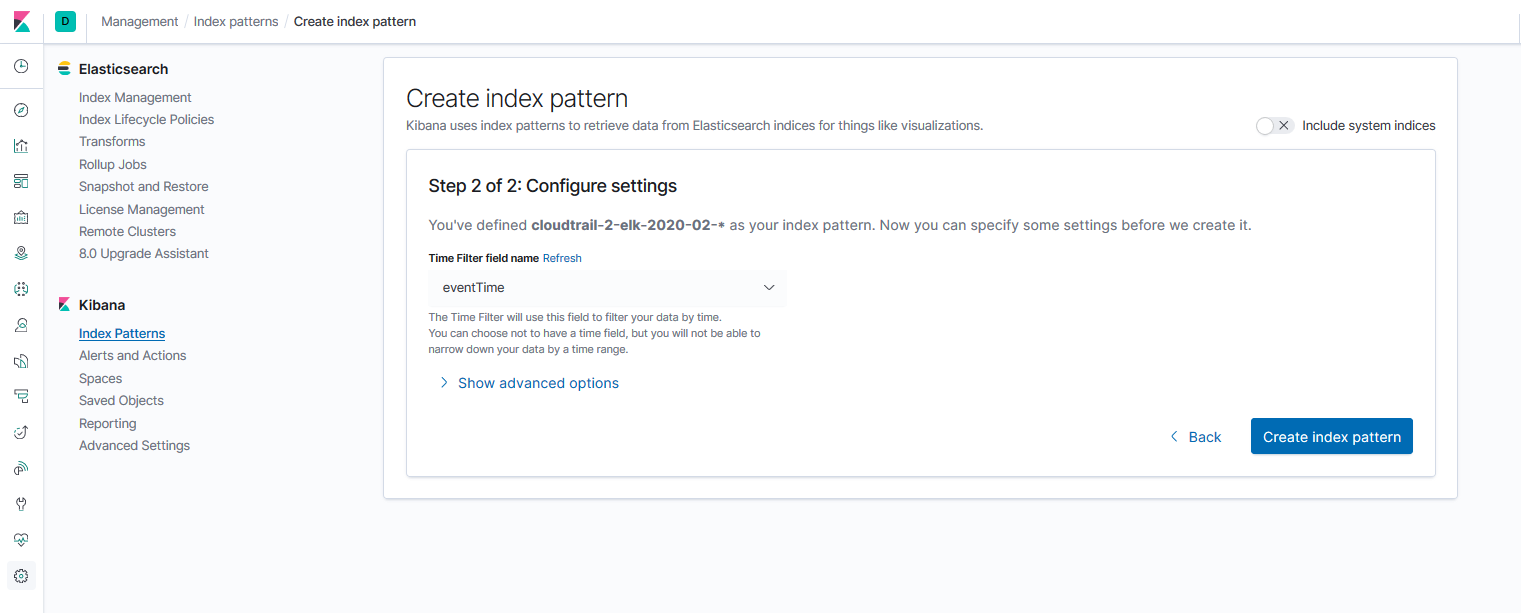 D Management / Index patterns / Create index pattern
Elasticsearch
Index Management
Index Lifecycle Policies
Transforms
Rollup Jobs
Snapshot and Restore
License Management
Remote Clusters
8.0 Upgrade Assistant
Kibana
Index Patterns
Alerts and Actions
Spaces
Saved Objects
Reporting
Advanced Settings
Create index pattern
Kibana uses index patterns to retrieve data from Elasticsearch indices for things like visualizations.
Include system indices
Step 2 of 2: Configure settings
You've defined cloudtrail-2-elk-2020-02-* as your index pattern. Now you can specify some settings before we create it.
Time Filter field name Refresh
eventTime
The Time Filter will use this field to filter your data by time.
You can choose not to have a time field, but you will not be able to
narrow down your data by a time range.
Show advanced options
Back
Create index pattern